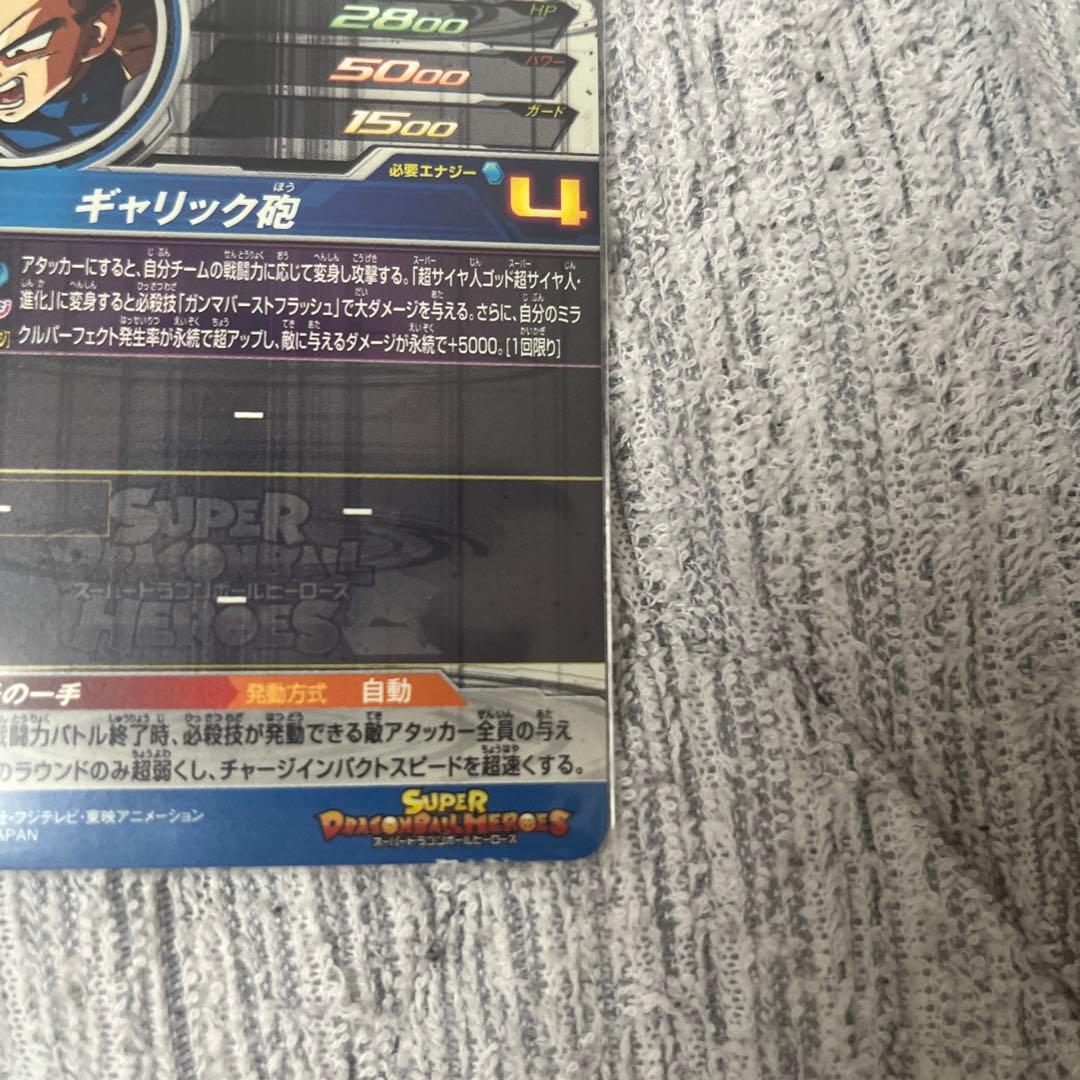 2800 HP
5000 パワー
1500 ガード
必要エナジー 4
ギャリック砲
アタッカーにすると、自分チームの戦闘力に応じて変身し攻撃する。「超サイヤ人ゴッド超サイヤ人・
進化」に変身すると必殺技「ガンマバーストフラッシュ」で大ダメージを与える。さらに、自分のミラ
クルパーフェクト発生率が永続で超アップし、敵に与えるダメージが永続で+5000。[1回限り]
SUPER
DRAGONBALL
スーパードラゴンボールヒーローズ
HEROES
の一手 発動方式 自動
闘力バトル終了時、必殺技が発動できる敵アタッカー全員の与え
のラウンドのみ超弱くし、チャージインパクトスピードを超速くする。
・フジテレビ・東映アニメーション
JAPAN
SUPER
DRAGONBALL HEROES
スーパードラゴンボールヒーローズ